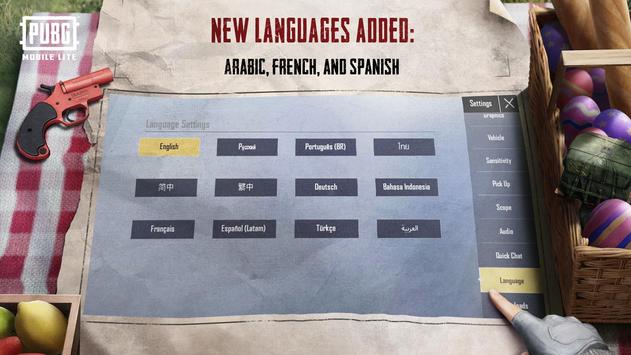 PUBG
MOBILE LITE
NEW LANGUAGES ADDED:
ARABIC, FRENCH, AND SPANISH
Language Settings
English
Русский
Português (BR)
ไทย
简中
繁中
Deutsch
Bahasa Indonesia
Français
Español (Latam)
Türkçe
العربية
Settings
Graphics
Vehicle
Sensitivity
Pick Up
Scope
Audio
Quick Chat
Language